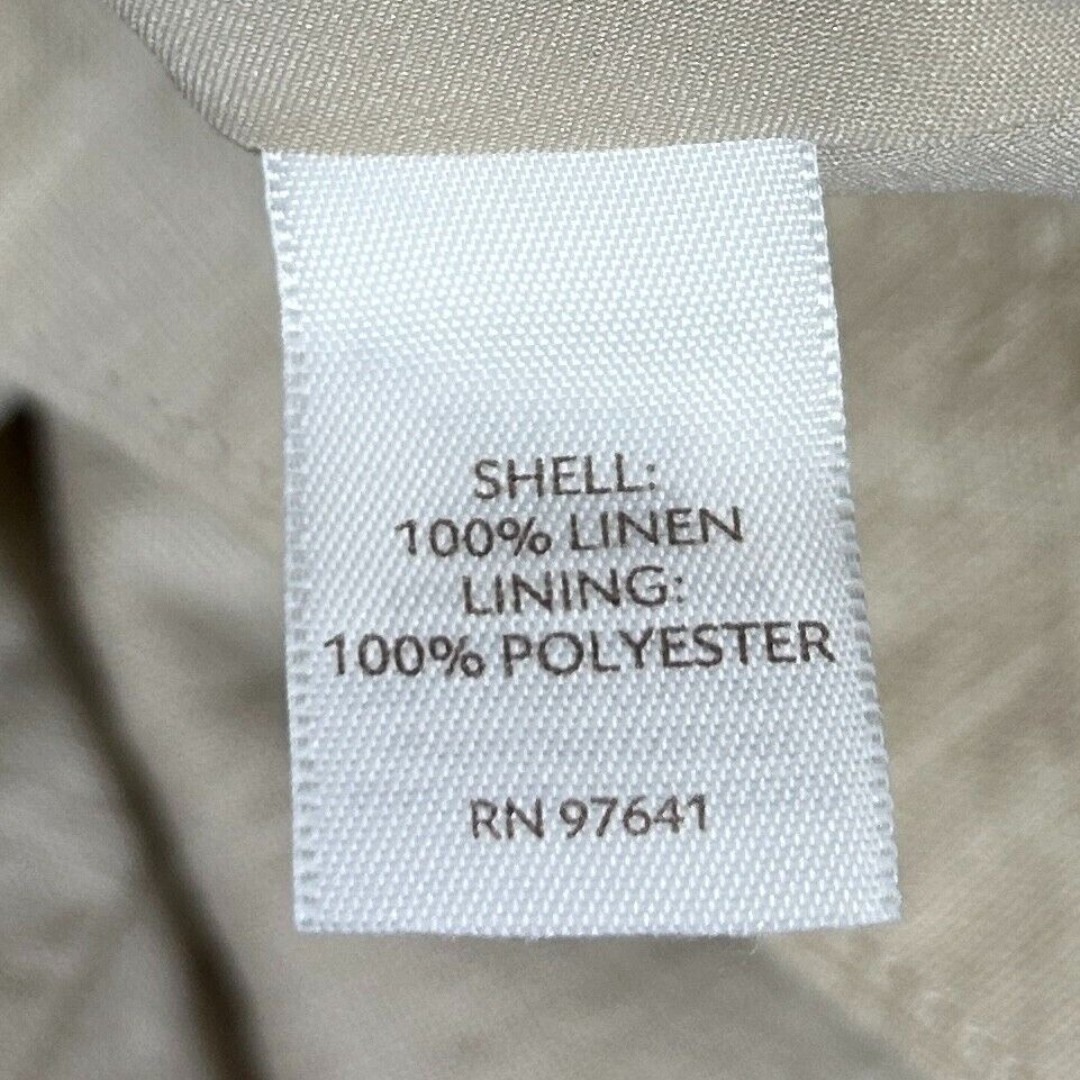 SHELL:
100% LINEN
LINING:
100% POLYESTER
RN 97641